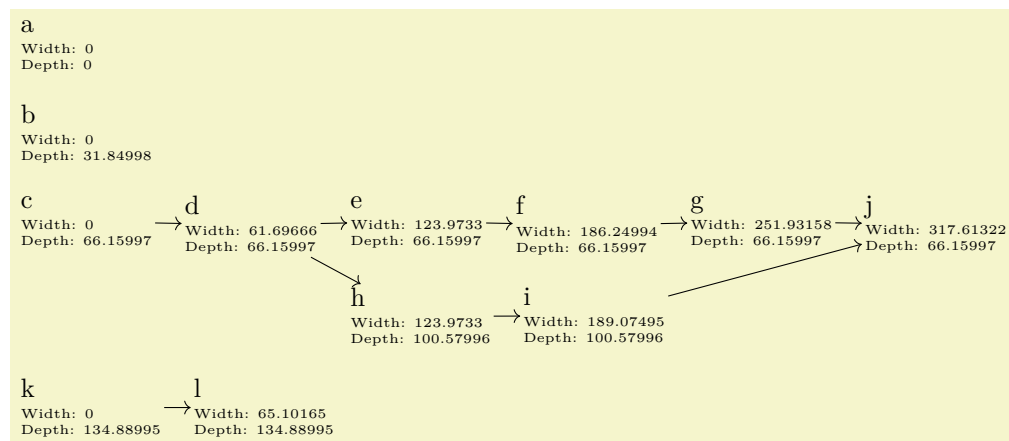 a
Width: 0
Depth: 0
b
Width: 0
Depth: 31.84998
c
Width: 0
Depth: 66.15997
d
Width: 61.69666
Depth: 66.15997
e
Width: 123.9733
Depth: 66.15997
f
Width: 186.24994
Depth: 66.15997
g
Width: 251.93158
Depth: 66.15997
j
Width: 317.61322
Depth: 66.15997
h
Width: 123.9733
Depth: 100.57996
i
Width: 189.07495
Depth: 100.57996
k
Width: 0
Depth: 134.88995
l
Width: 65.10165
Depth: 134.88995